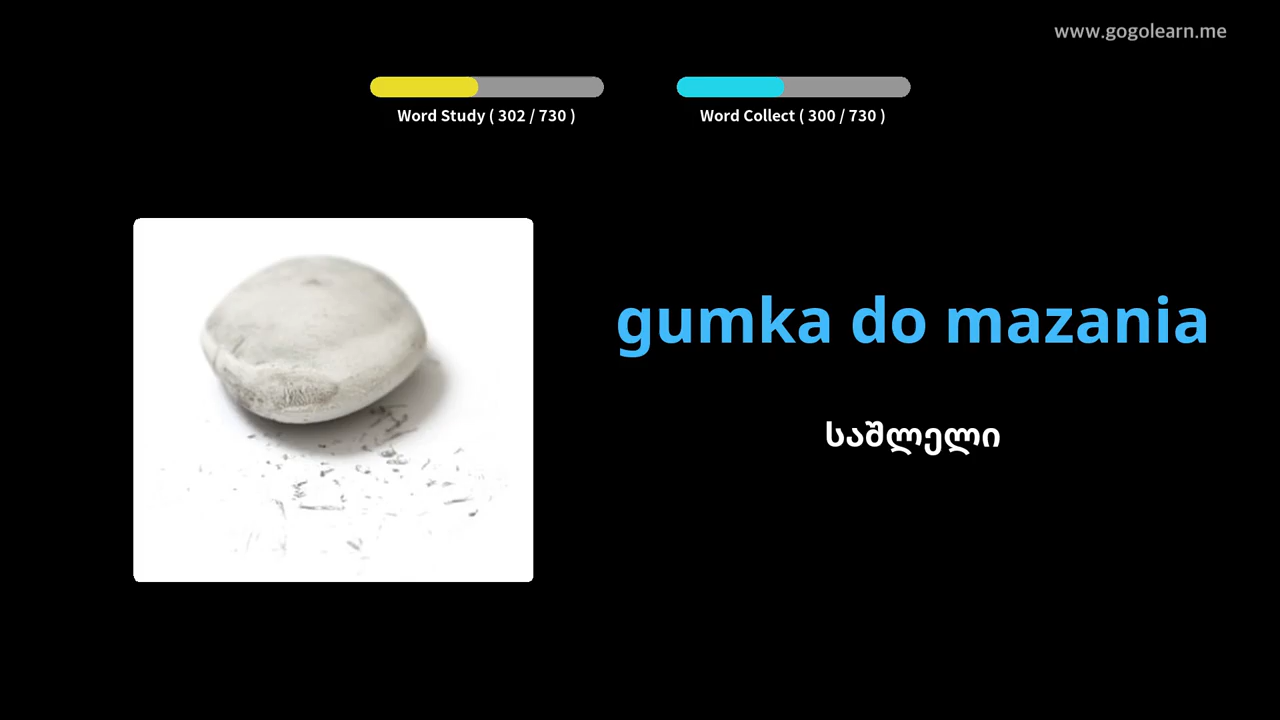 www.gogolearn.me
Word Study ( 302 / 730 )
Word Collect ( 300 / 730 )
gumka do mazania
საშლელი